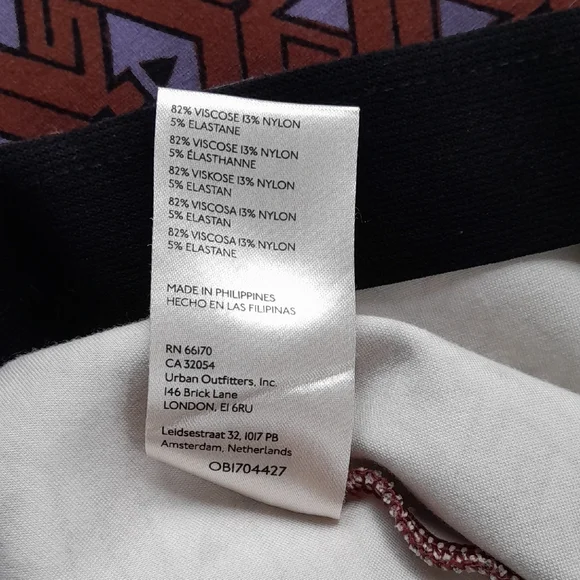 82% VISCOSE 13% NYLON
5% ELASTANE
82% VISCOSE 13% NYLON
5% ÉLASTHANNE
82% VISKOSE 13% NYLON
5% ELASTAN
82% VISCOSA 13% NYLON
5% ELASTAN
82% VISCOSA 13% NYLON
5% ELASTANE
MADE IN PHILIPPINES
HECHO EN LAS FILIPINAS
RN 66170
CA 32054
Urban Outfitters, Inc.
146 Brick Lane
LONDON, E1 6RU
Leidsestraat 32, 1017 PB
Amsterdam, Netherlands
OB1704427